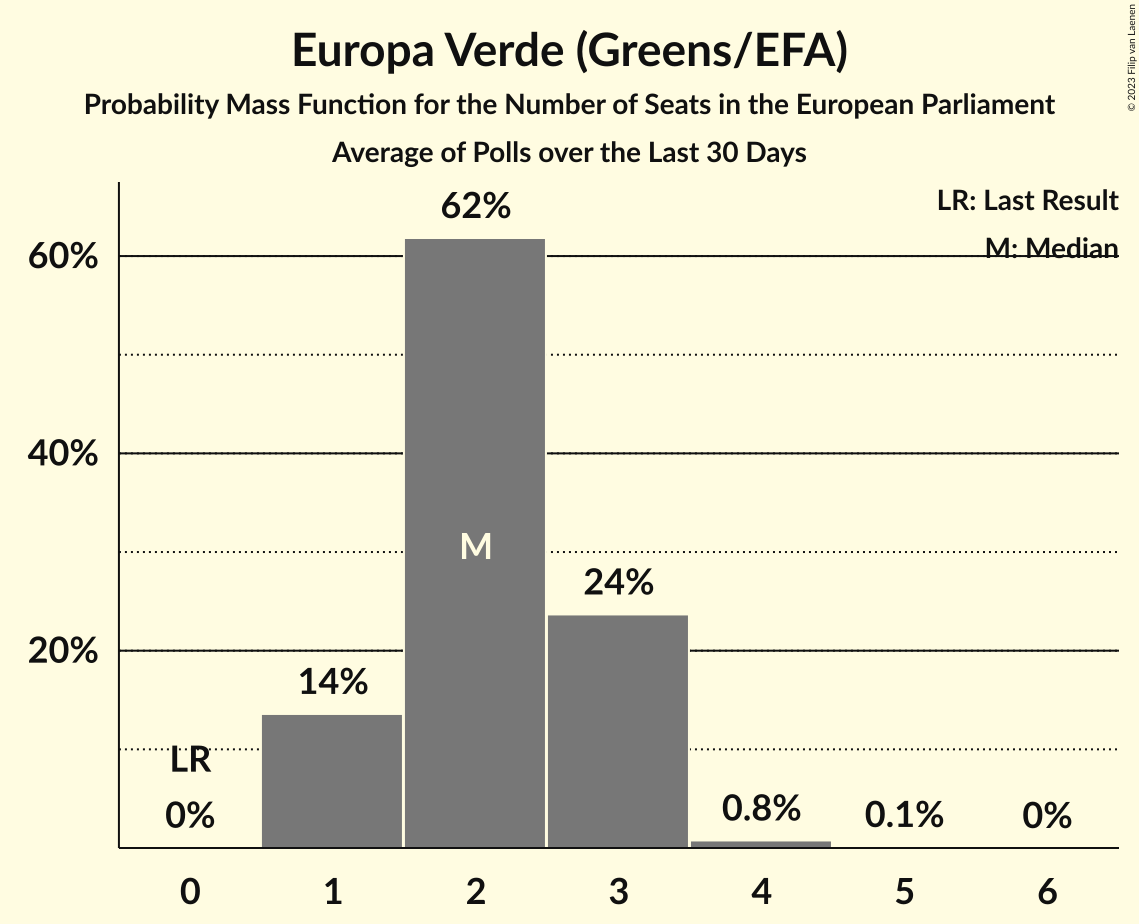 Europa Verde (Greens/EFA)
Probability Mass Function for the Number of Seats in the European Parliament
Average of Polls over the Last 30 Days
© 2023 Filip van Laenen
LR: Last Result
M: Median
60%
40%
20%
62%
M
24%
14%
LR
0%
0.8%
0.1%
0%
0 1 2 3 4 5 6